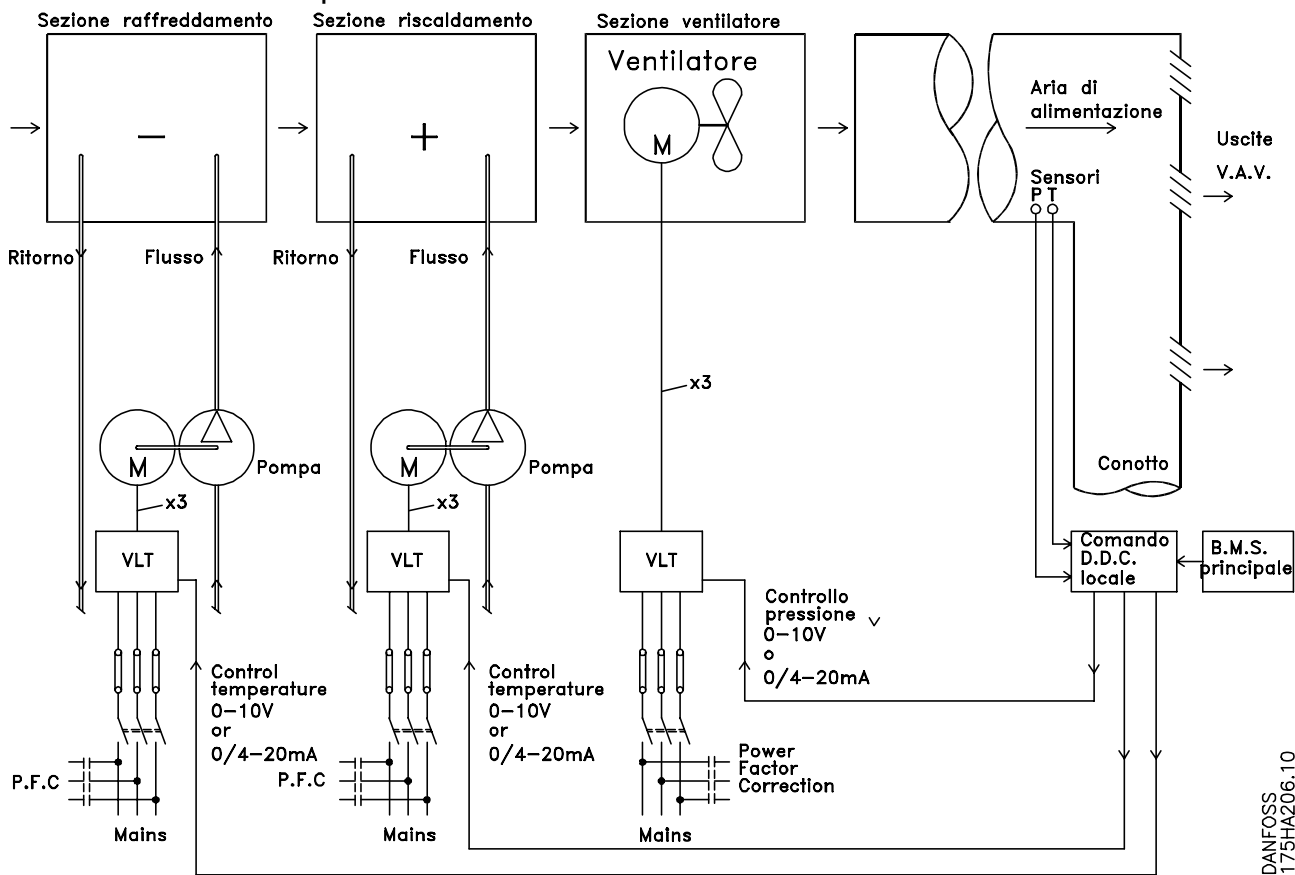 Sezione raffreddamento
Sezione riscaldamento
Sezione ventilatore
Ventilatore
M
Aria di
alimentazione
Sensori
P T
Uscite
V.A.V.
Ritorno
Flusso
Ritorno
Flusso
x3
M
Pompa
M
Pompa
Conotto
x3
x3
VLT
VLT
VLT
Comando
D.D.C.
locale
B.M.S.
principale
Controllo
pressione
0-10V
o
0/4-20mA
Control
temperature
0-10V
or
0/4-20mA
Control
temperature
0-10V
or
0/4-20mA
P.F.C
P.F.C
Power
Factor
Correction
Mains
Mains
Mains
DANFOSS
175HA206.10